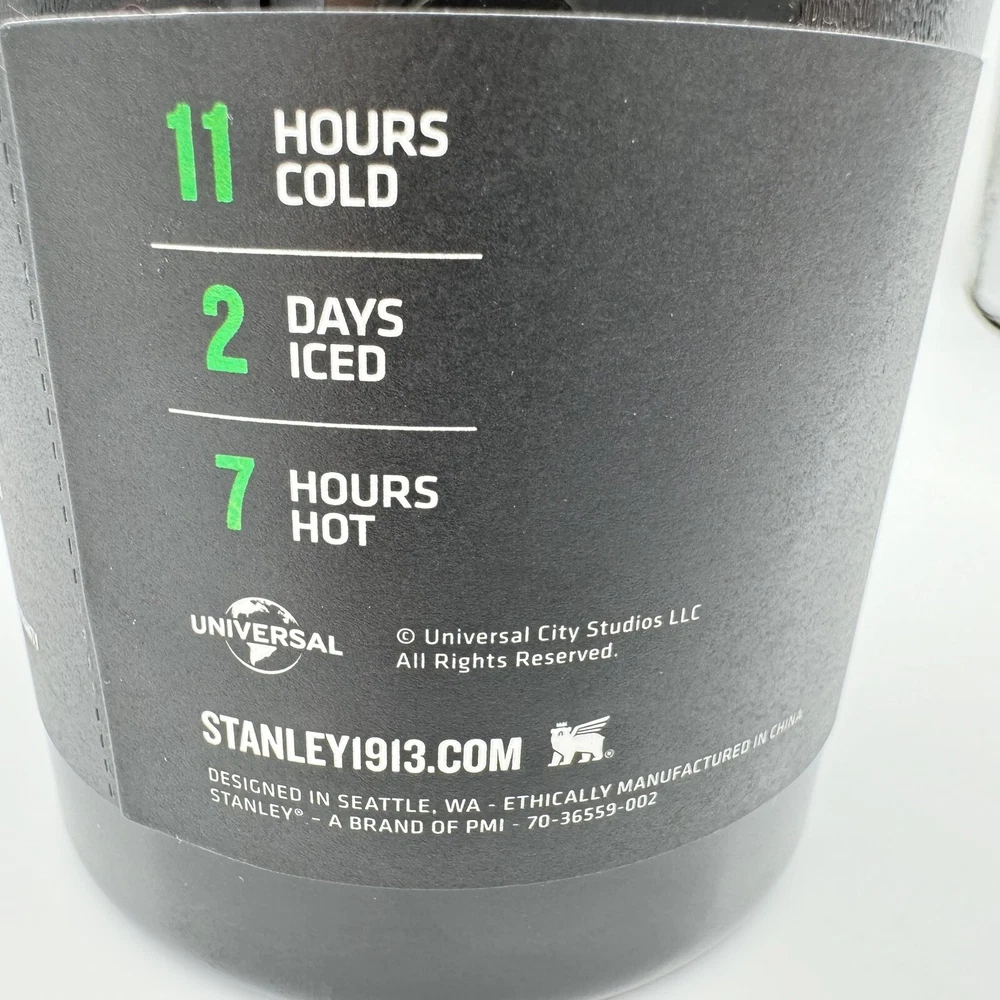 11 HOURS
COLD
2 DAYS
ICED
7 HOURS
HOT
UNIVERSAL
© Universal City Studios LLC
All Rights Reserved.
STANLEY1913.COM
DESIGNED IN SEATTLE, WA - ETHICALLY MANUFACTURED IN CHINA
STANLEY® - A BRAND OF PMI - 70-36559-002